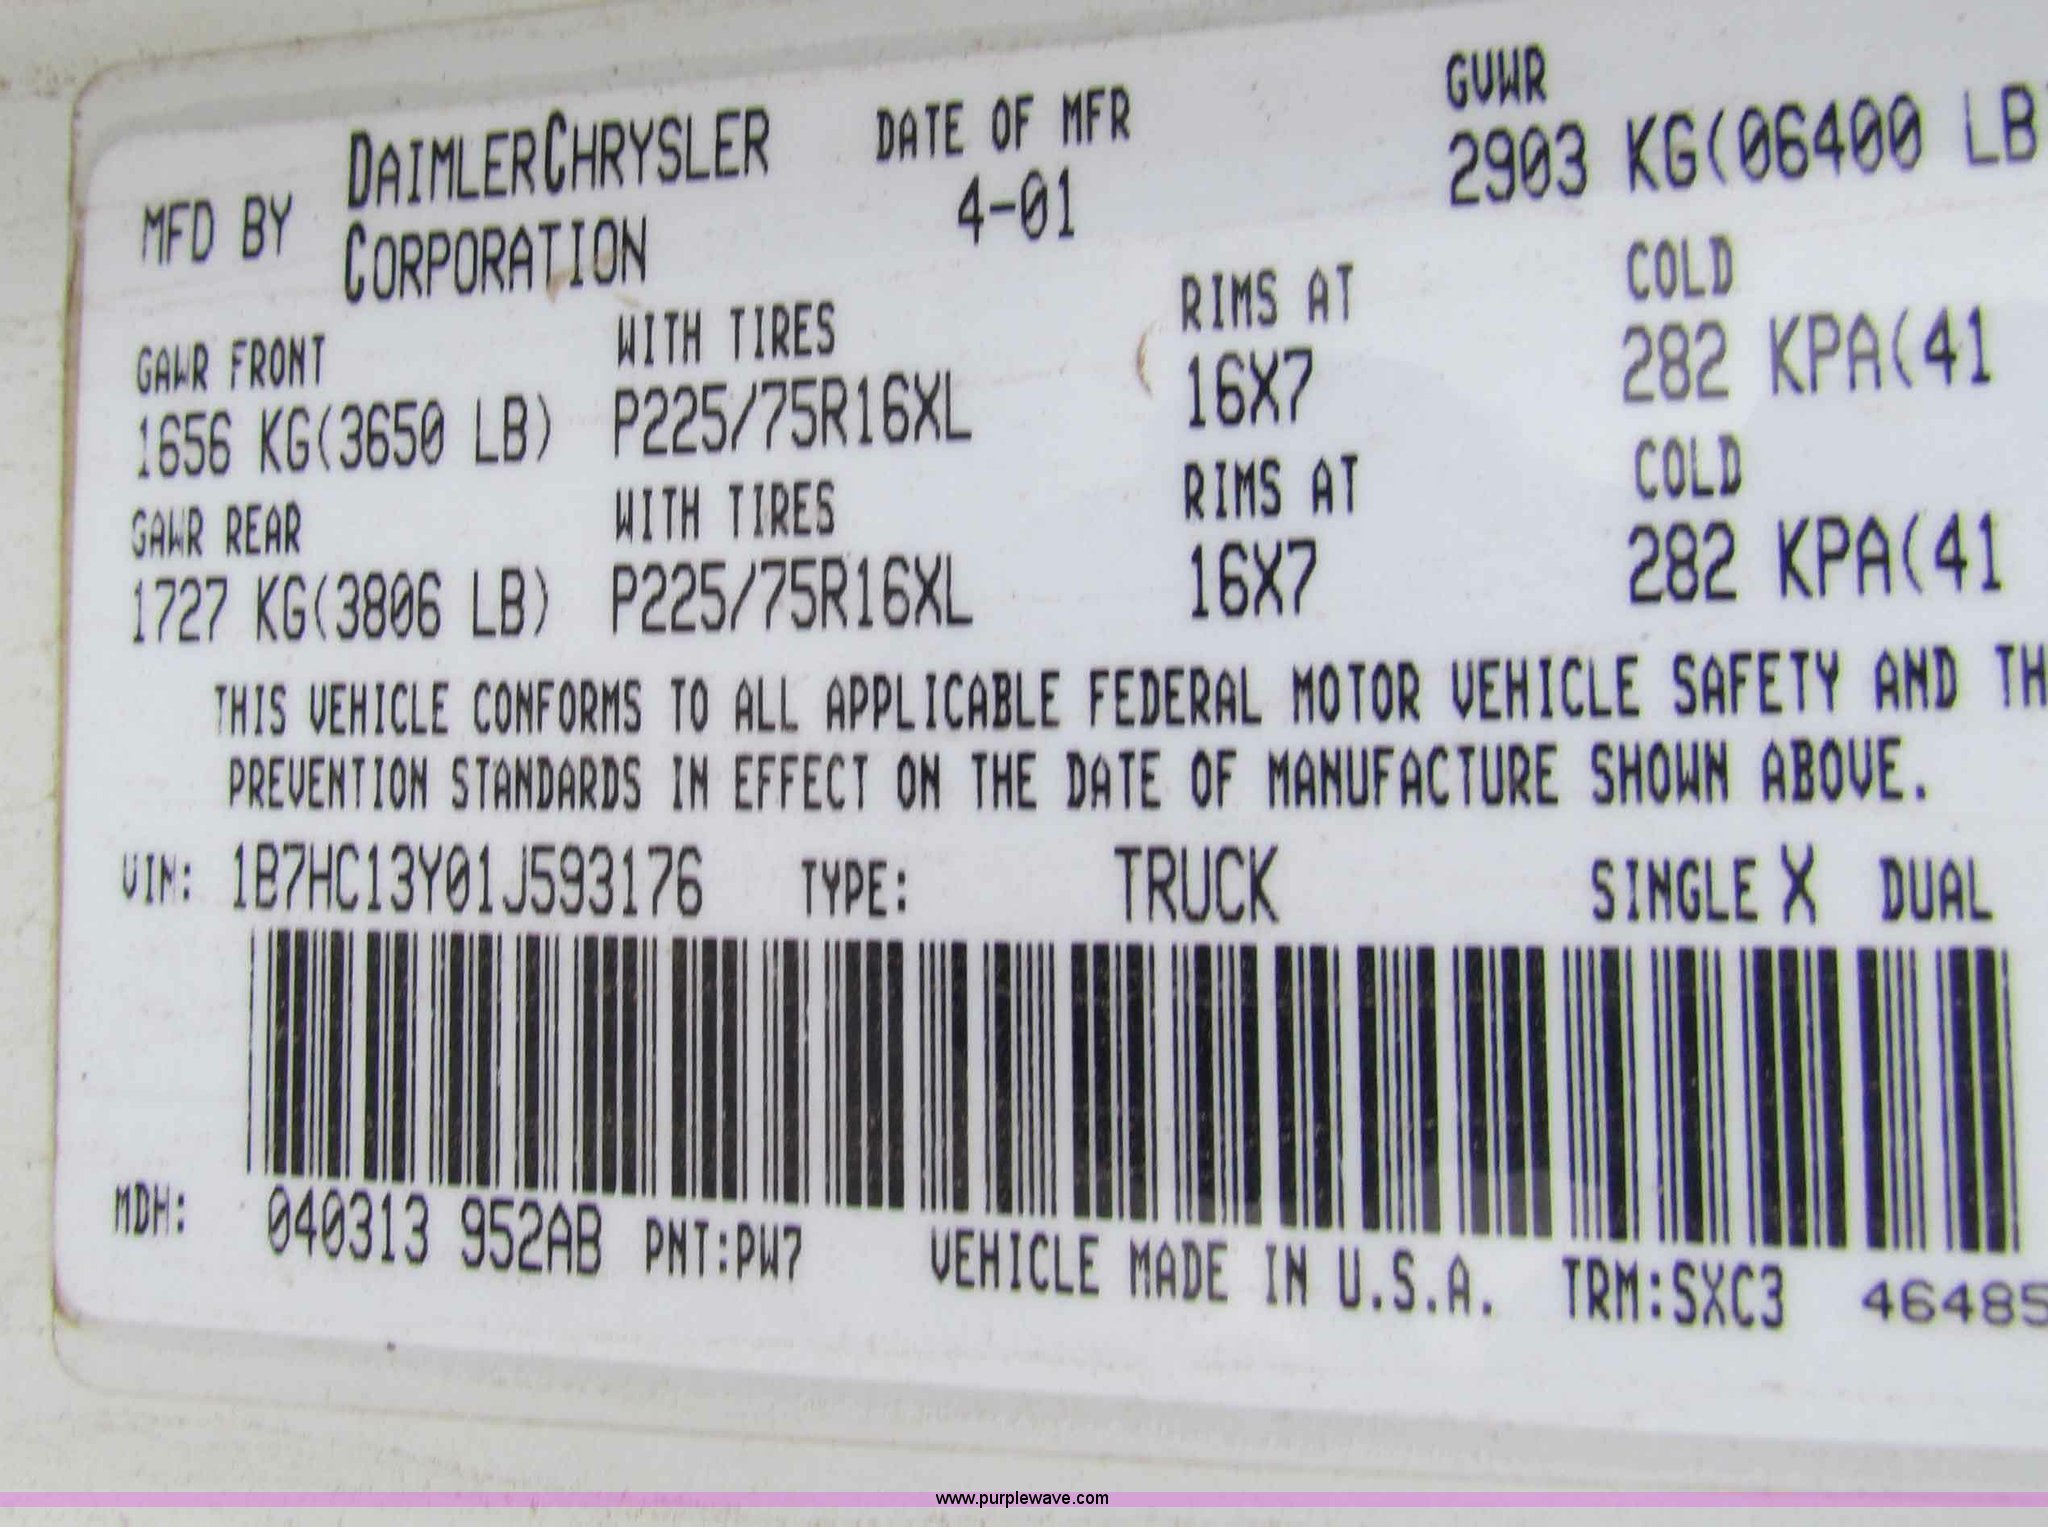 MFD BY DAIMLERCHRYSLER CORPORATION
DATE OF MFR
4-01
GVWR
2903 KG(06400 LB
GAWR FRONT WITH TIRES RIMS AT COLD
1656 KG(3650 LB) P225/75R16XL 16X7 282 KPA(41
GAWR REAR WITH TIRES RIMS AT COLD
1727 KG(3806 LB) P225/75R16XL 16X7 282 KPA(41
THIS VEHICLE CONFORMS TO ALL APPLICABLE FEDERAL MOTOR VEHICLE SAFETY AND TH
PREVENTION STANDARDS IN EFFECT ON THE DATE OF MANUFACTURE SHOWN ABOVE.
VIN: 1B7HC13Y01J593176 TYPE: TRUCK SINGLE X DUAL
MDH: 040313 952AB PNT:PW7 VEHICLE MADE IN U.S.A. TRM:SXC3 46485
www.purplewave.com